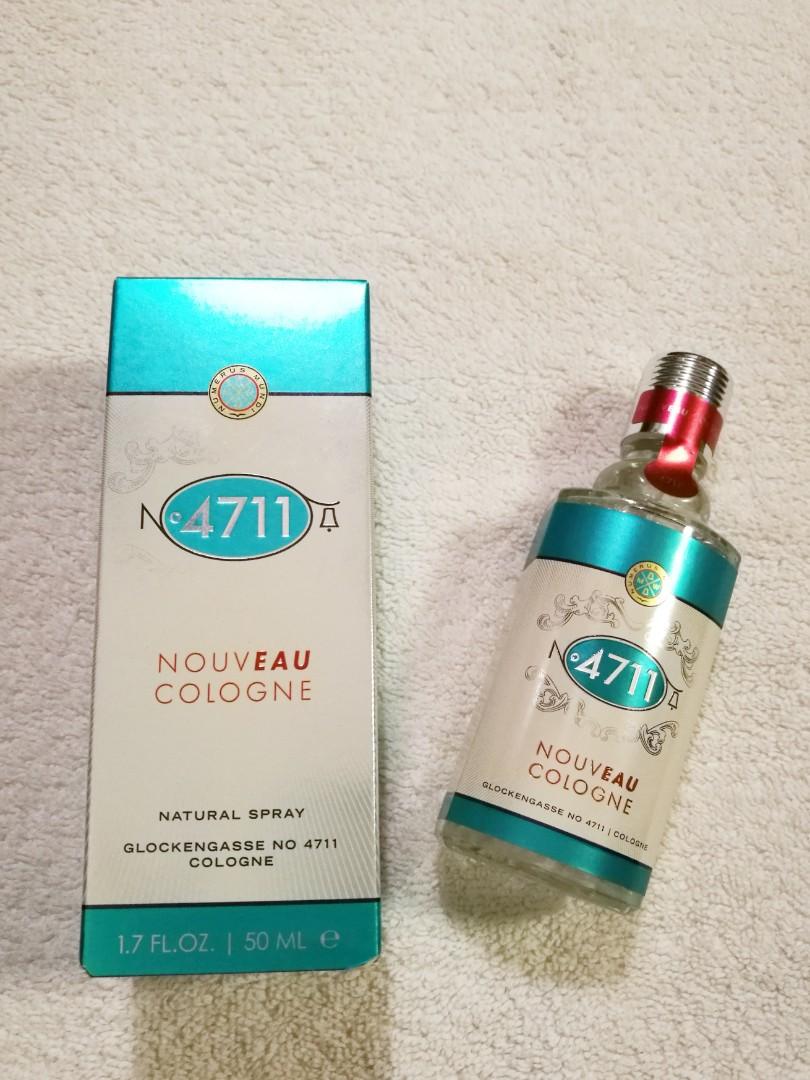 NUMERUS MUNDI
No 4711
NOUVEAU
COLOGNE
NATURAL SPRAY
GLOCKENGASSE NO 4711
COLOGNE
1.7 FL.OZ. | 50 ML ℮
NUMERUS
No 4711
NOUVEAU
COLOGNE
GLOCKENGASSE NO 4711 | COLOGNE